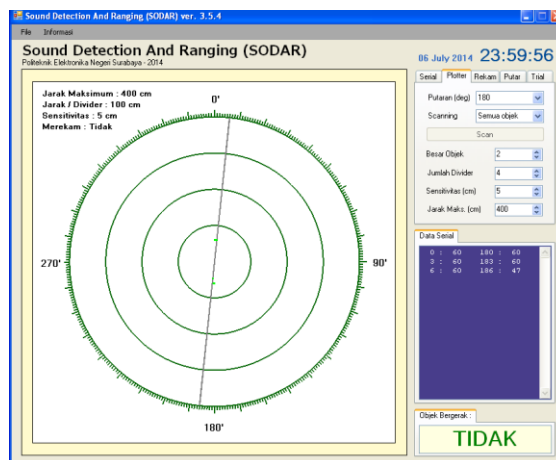 Sound Detection And Ranging (SODAR) ver. 3.5.4
File Informasi
Sound Detection And Ranging (SODAR)
Politeknik Elektronika Negeri Surabaya - 2014
06 July 2014 23:59:56
Jarak Maksimum : 400 cm
Jarak / Divider : 100 cm
Sensitivitas : 5 cm
Merekam : Tidak
0'
270'
90'
180'
Serial Plotter Rekam Putar Trial
Putaran (deg) 180
Scanning Semua objek
Scan
Besar Objek 2
Jumlah Divider 4
Sensitivitas (cm) 5
Jarak Maks. (cm) 400
Data Serial
0 : 60 180 : 60
3 : 60 183 : 60
6 : 60 186 : 47
Objek Bergerak :
TIDAK